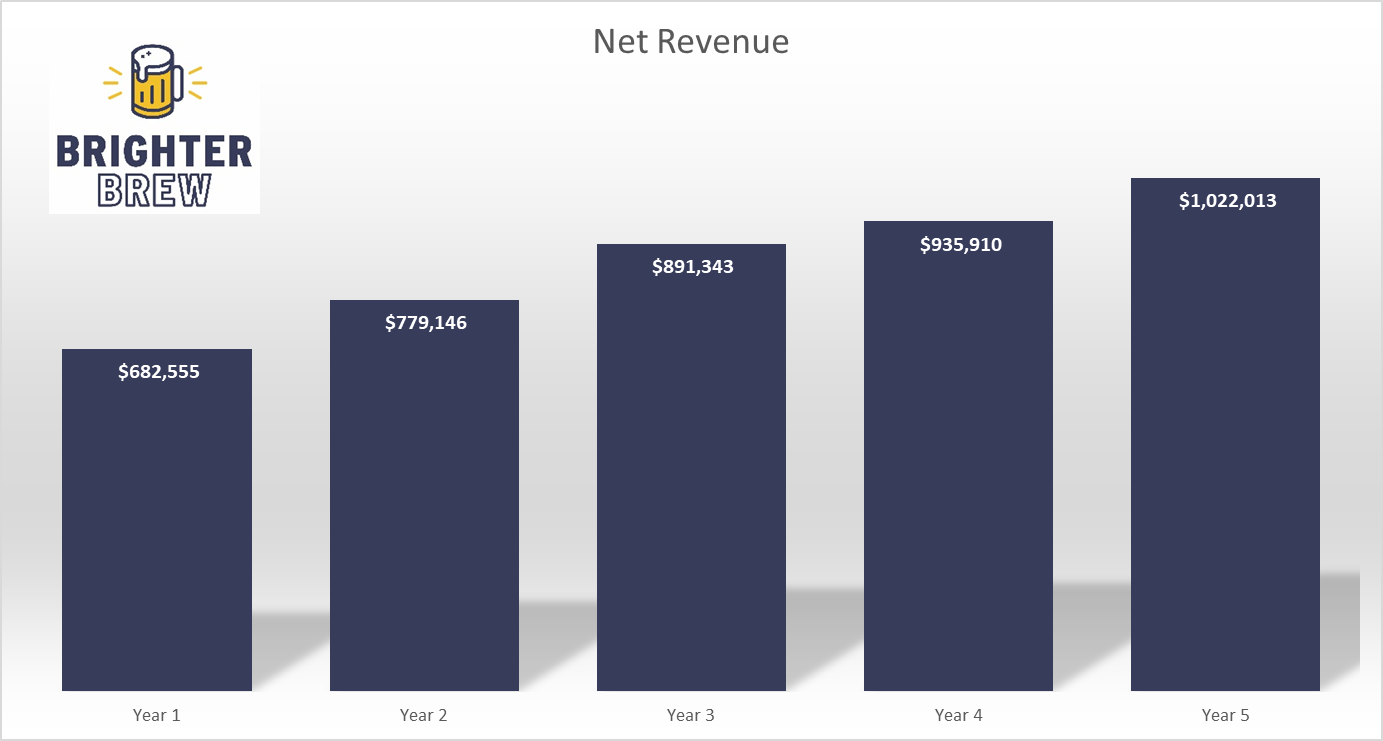 Net Revenue
BRIGHTER
BREW
$1,022,013
$935,910
$891,343
$779,146
$682,555
Year 1
Year 2
Year 3
Year 4
Year 5